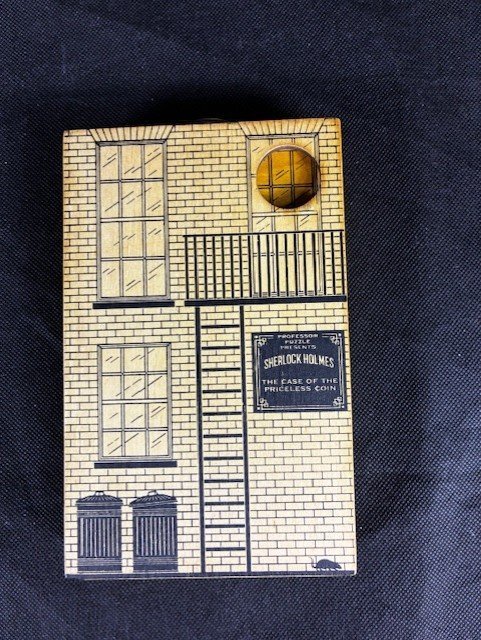 PROFESSOR
PUZZLE
PRESENTS
SHERLOCK HOLMES
THE CASE OF THE
PRICELESS COIN